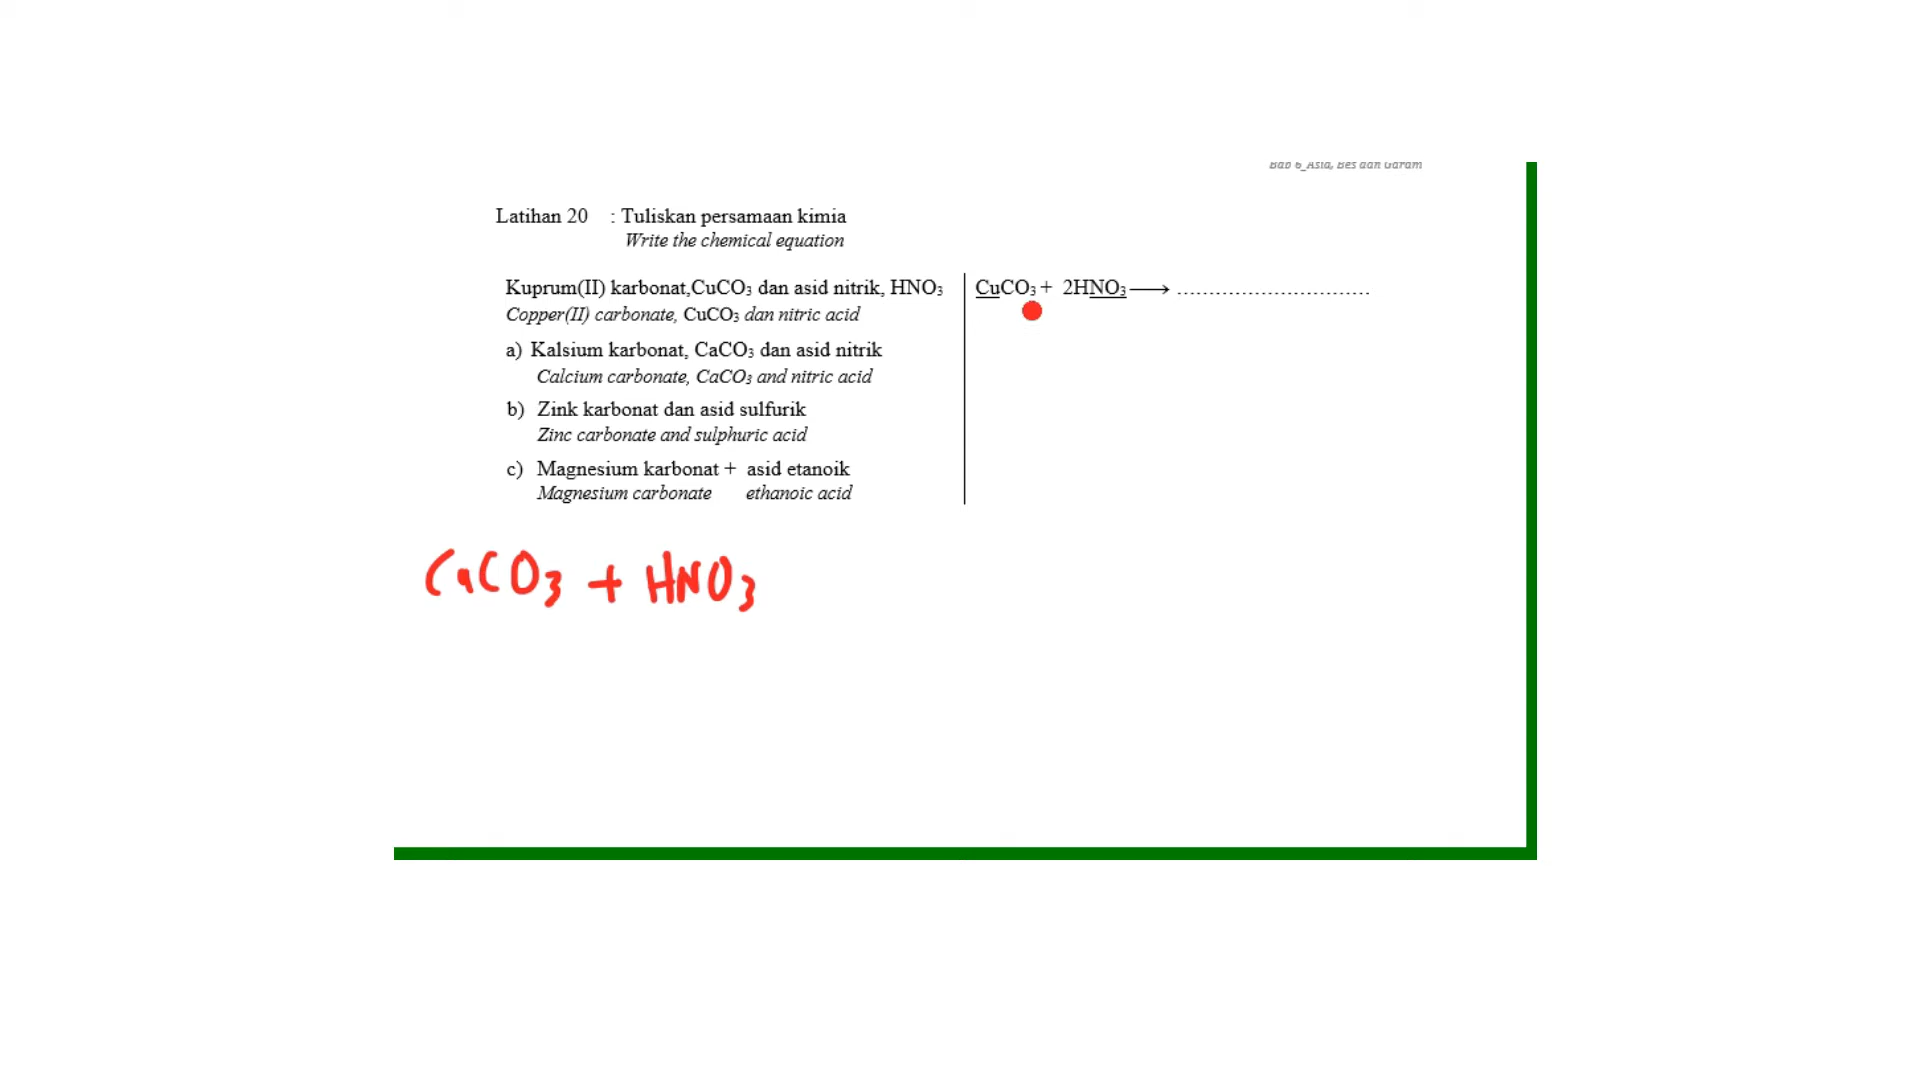 Bab 6_Asid, Bes dan Garam
Latihan 20 : Tuliskan persamaan kimia
Write the chemical equation
Kuprum(II) karbonat,CuCO₃ dan asid nitrik, HNO₃
Copper(II) carbonate, CuCO₃ dan nitric acid
CuCO₃ + 2HNO₃ ⟶ ..............................
a) Kalsium karbonat, CaCO₃ dan asid nitrik
Calcium carbonate, CaCO₃ and nitric acid
b) Zink karbonat dan asid sulfurik
Zinc carbonate and sulphuric acid
c) Magnesium karbonat + asid etanoik
Magnesium carbonate ethanoic acid
CaCO₃ + HNO₃